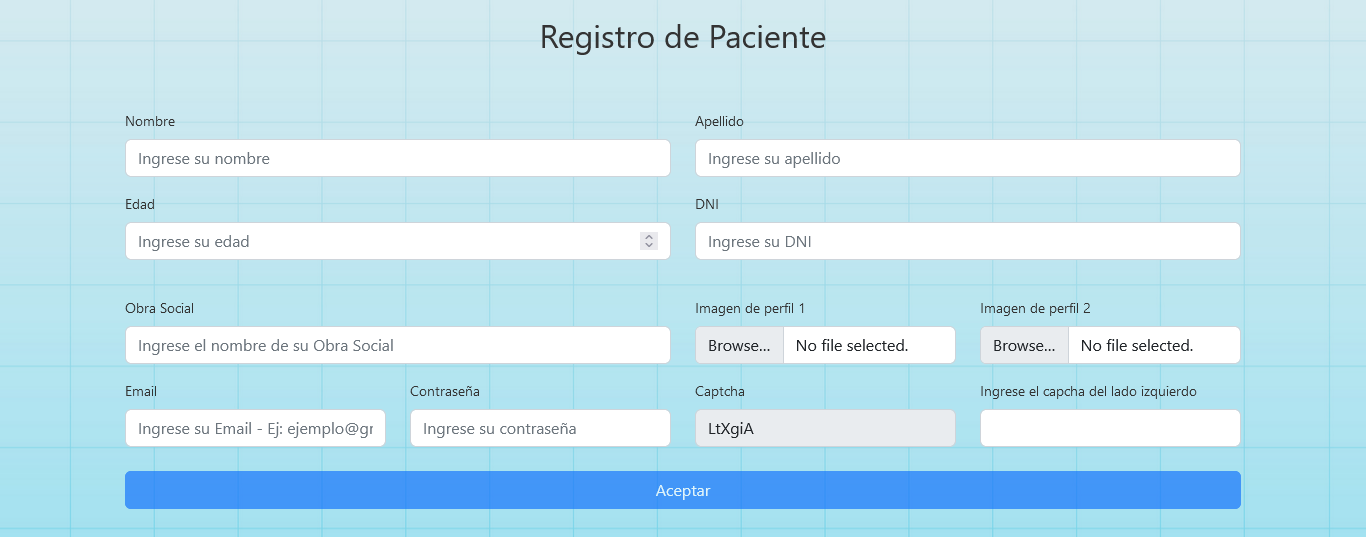 Registro de Paciente
Nombre
Apellido
Ingrese su nombre
Ingrese su apellido
Edad
DNI
Ingrese su edad
Ingrese su DNI
Obra Social
Imagen de perfil 1
Imagen de perfil 2
Ingrese el nombre de su Obra Social
Browse... No file selected.
Browse... No file selected.
Email
Contraseña
Captcha
Ingrese el capcha del lado izquierdo
Ingrese su Email - Ej: ejemplo@gr
Ingrese su contraseña
LtXgiA
Aceptar